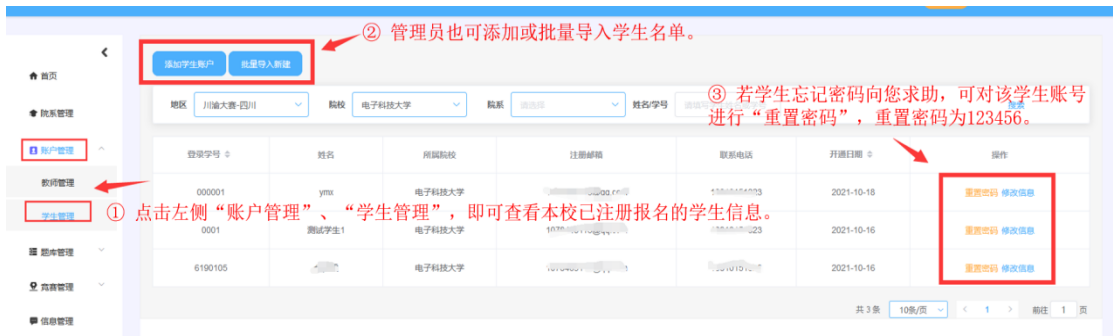 ② 管理员也可添加或批量导入学生名单。
添加学生账户 批量导入新建
首页
地区 川渝大赛-四川 院校 电子科技大学 院系 请选择 姓名/学号
③ 若学生忘记密码向您求助，可对该学生账号
进行“重置密码”，重置密码为123456。
院系管理
账户管理
登录学号 姓名 所属院校 注册邮箱 联系电话 开通日期 操作
教师管理
000001 ymx 电子科技大学 2021-10-18 重置密码 修改信息
学生管理
① 点击左侧“账户管理”、“学生管理”，即可查看本校已注册报名的学生信息。
0001 测试学生1 电子科技大学 2021-10-16 重置密码 修改信息
题库管理
6190105 电子科技大学 2021-10-16 重置密码 修改信息
竞赛管理
共 3 条 10条/页 1 前往 1 页
信息管理